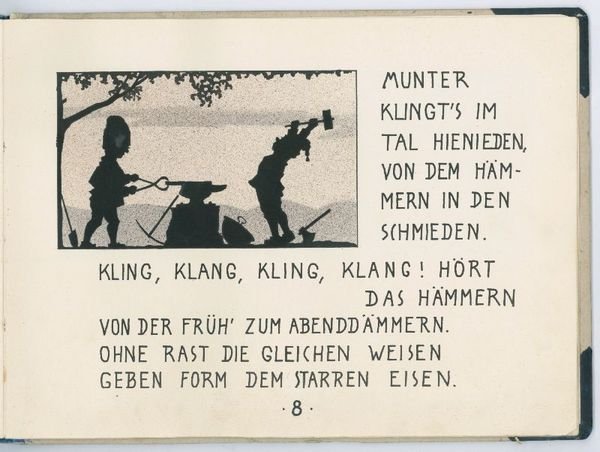 MUNTER
KLINGT'S IM
TAL HIENIEDEN,
VON DEM HÄM-
MERN IN DEN
SCHMIEDEN.
KLING, KLANG, KLING, KLANG! HÖRT
DAS HÄMMERN
VON DER FRÜH' ZUM ABENDDÄMMERN.
OHNE RAST DIE GLEICHEN WEISEN
GEBEN FORM DEM STARREN EISEN.
· 8 ·